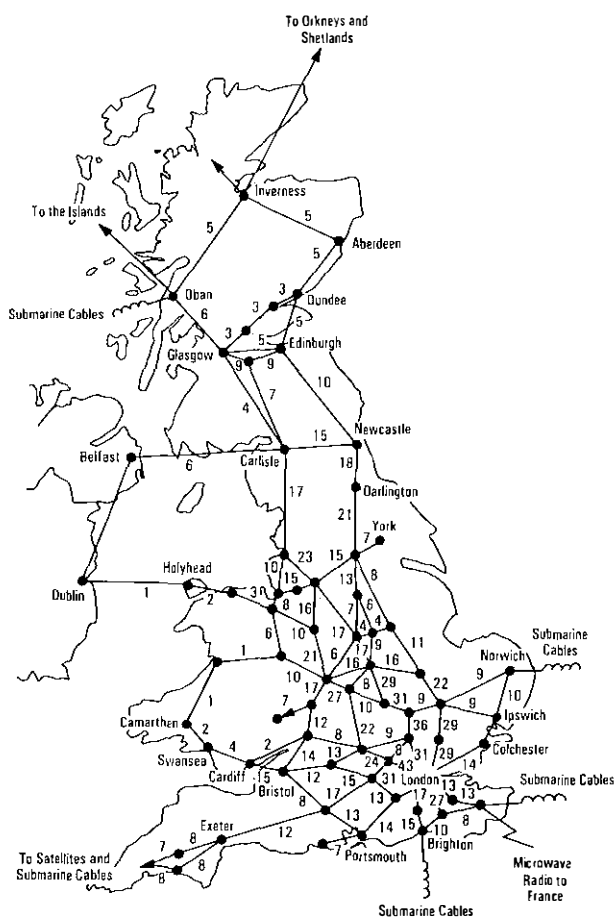 To Orkneys and
Shetlands
Inverness
To the Islands
5
5
Aberdeen
5
Oban
3
Dundee
Submarine Cables
6
3
3
5
5
Edinburgh
Glasgow
9
9
10
7
4
Newcastle
15
Belfast
6
Carlisle
18
Darlington
17
21
York
7
10
23
15
Holyhead
15
13
8
Dublin
1
2
3
8
16
7
6
10
17
4
4
9
6
17
11
Submarine
Cables
1
21
6
16
16
Norwich
9
10
22
17
27
8
29
9
9
10
7
10
31
Ipswich
1
Camarthen
12
22
36
29
2
8
9
Colchester
2
14
13
8
31
29
14
Swansea
4
24
43
Cardiff
15
12
15
31
London
13
13
Submarine Cables
Bristol
17
13
17
27
8
8
13
14
15
10
Exeter
12
7
8
Portsmouth
7
Brighton
To Satellites and
Submarine Cables
8
8
Microwave
Radio to
France
Submarine Cables